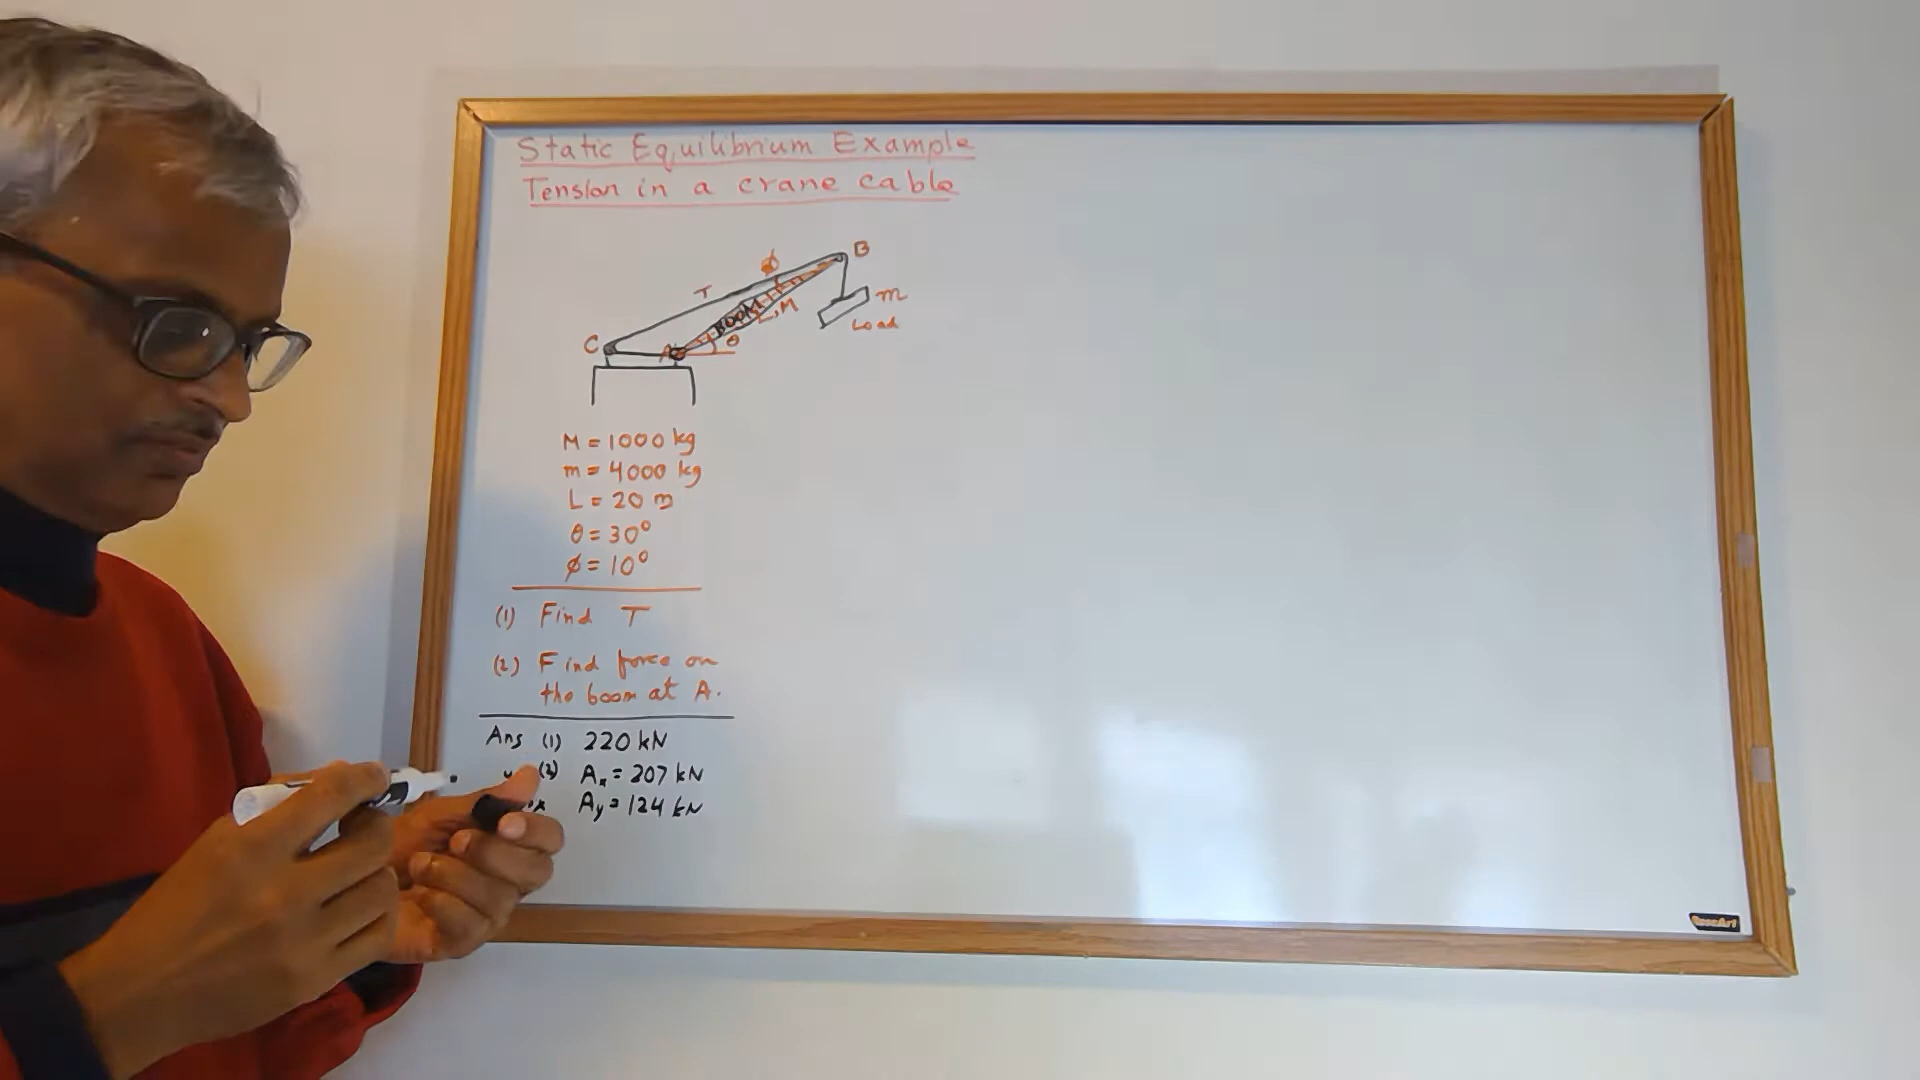 Static Equilibrium Example
Tension in a crane cable
B
φ
T
m
BOOM
L, M
Load
C
A
θ
M = 1000 kg
m = 4000 kg
L = 20 m
θ = 30°
φ = 10°
(1) Find T
(2) Find force on
the boom at A.
Ans (1) 220 kN
(2) Ax = 207 kN
Ay = 124 kN